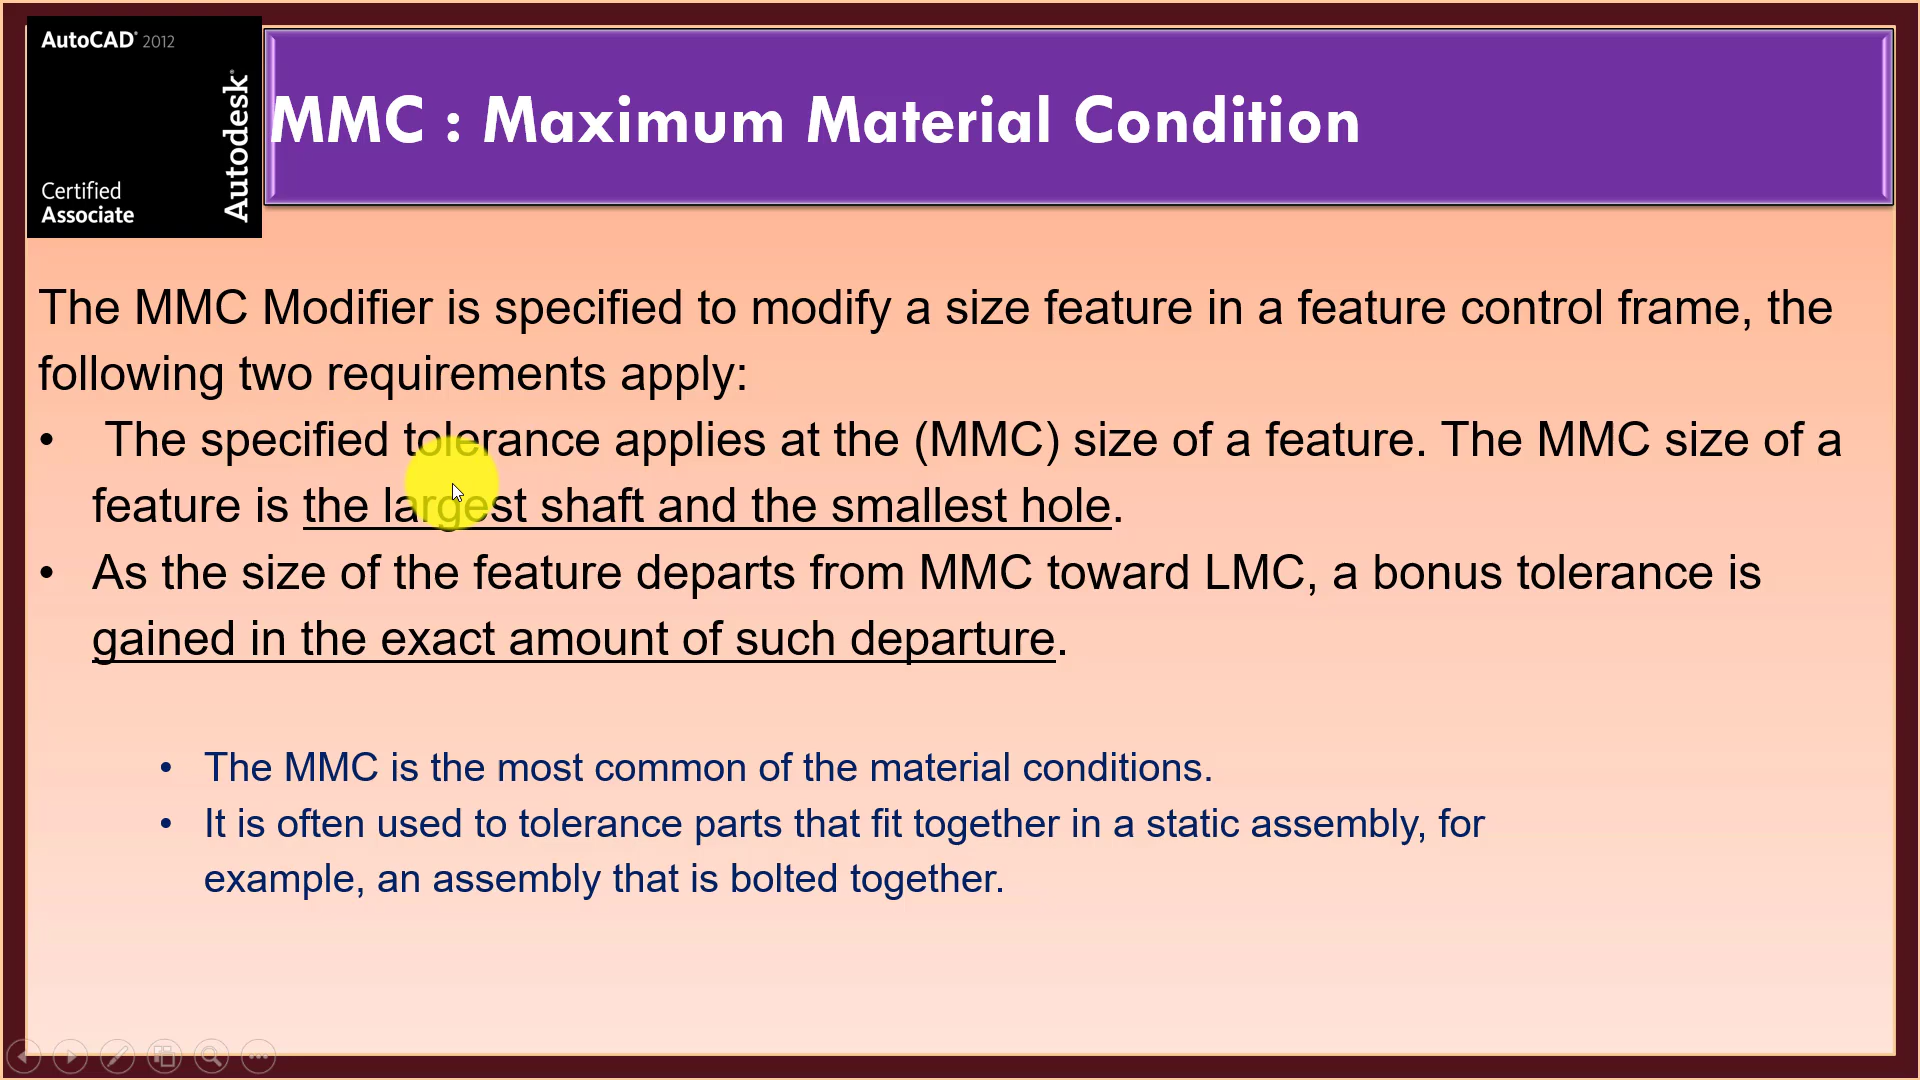 AutoCAD® 2012
Autodesk®
Certified
Associate
MMC : Maximum Material Condition
The MMC Modifier is specified to modify a size feature in a feature control frame, the
following two requirements apply:
• The specified tolerance applies at the (MMC) size of a feature. The MMC size of a
feature is the largest shaft and the smallest hole.
• As the size of the feature departs from MMC toward LMC, a bonus tolerance is
gained in the exact amount of such departure.
• The MMC is the most common of the material conditions.
• It is often used to tolerance parts that fit together in a static assembly, for
example, an assembly that is bolted together.